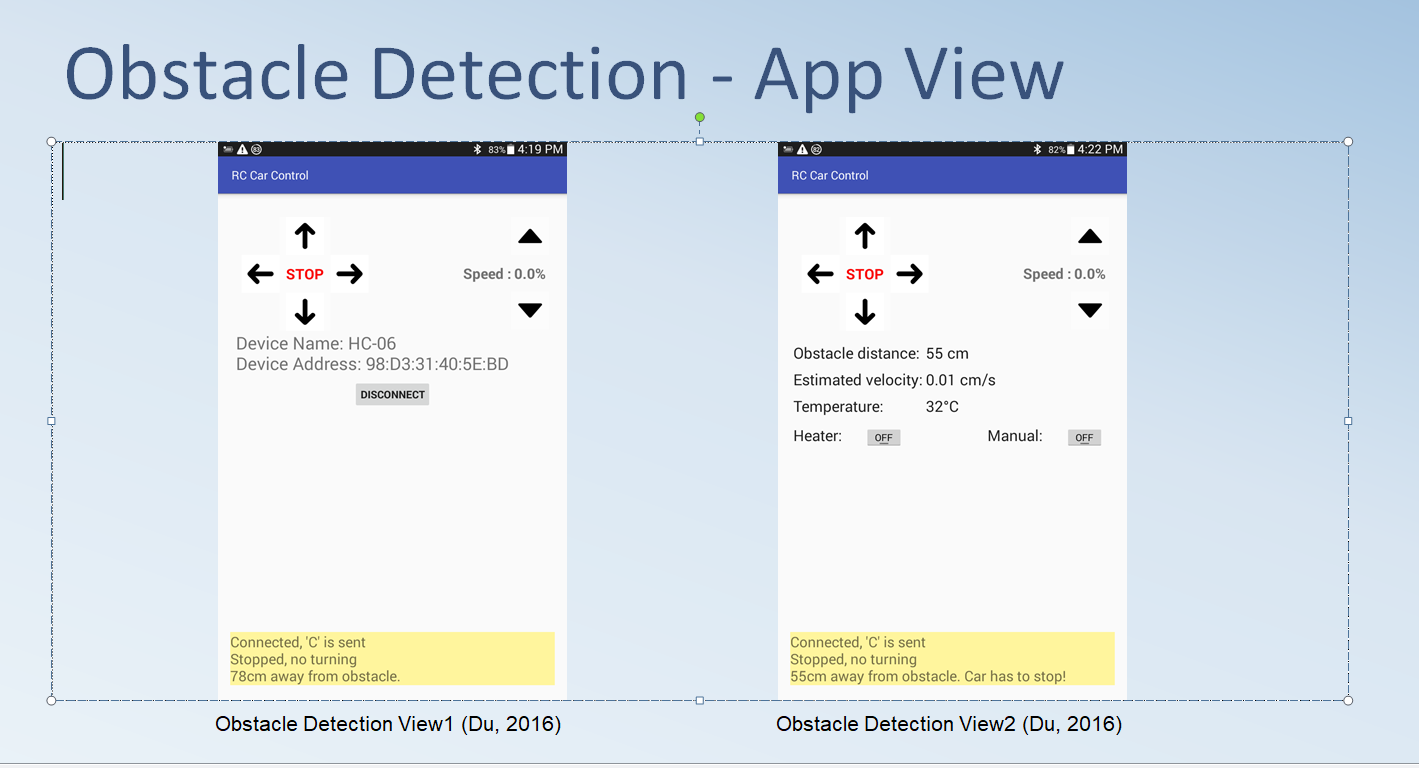 Obstacle Detection - App View
83% 4:19 PM
RC Car Control
STOP
Speed : 0.0%
Device Name: HC-06
Device Address: 98:D3:31:40:5E:BD
DISCONNECT
Connected, 'C' is sent
Stopped, no turning
78cm away from obstacle.
Obstacle Detection View1 (Du, 2016)
82% 4:22 PM
RC Car Control
STOP
Speed : 0.0%
Obstacle distance: 55 cm
Estimated velocity: 0.01 cm/s
Temperature: 32°C
Heater: OFF Manual: OFF
Connected, 'C' is sent
Stopped, no turning
55cm away from obstacle. Car has to stop!
Obstacle Detection View2 (Du, 2016)